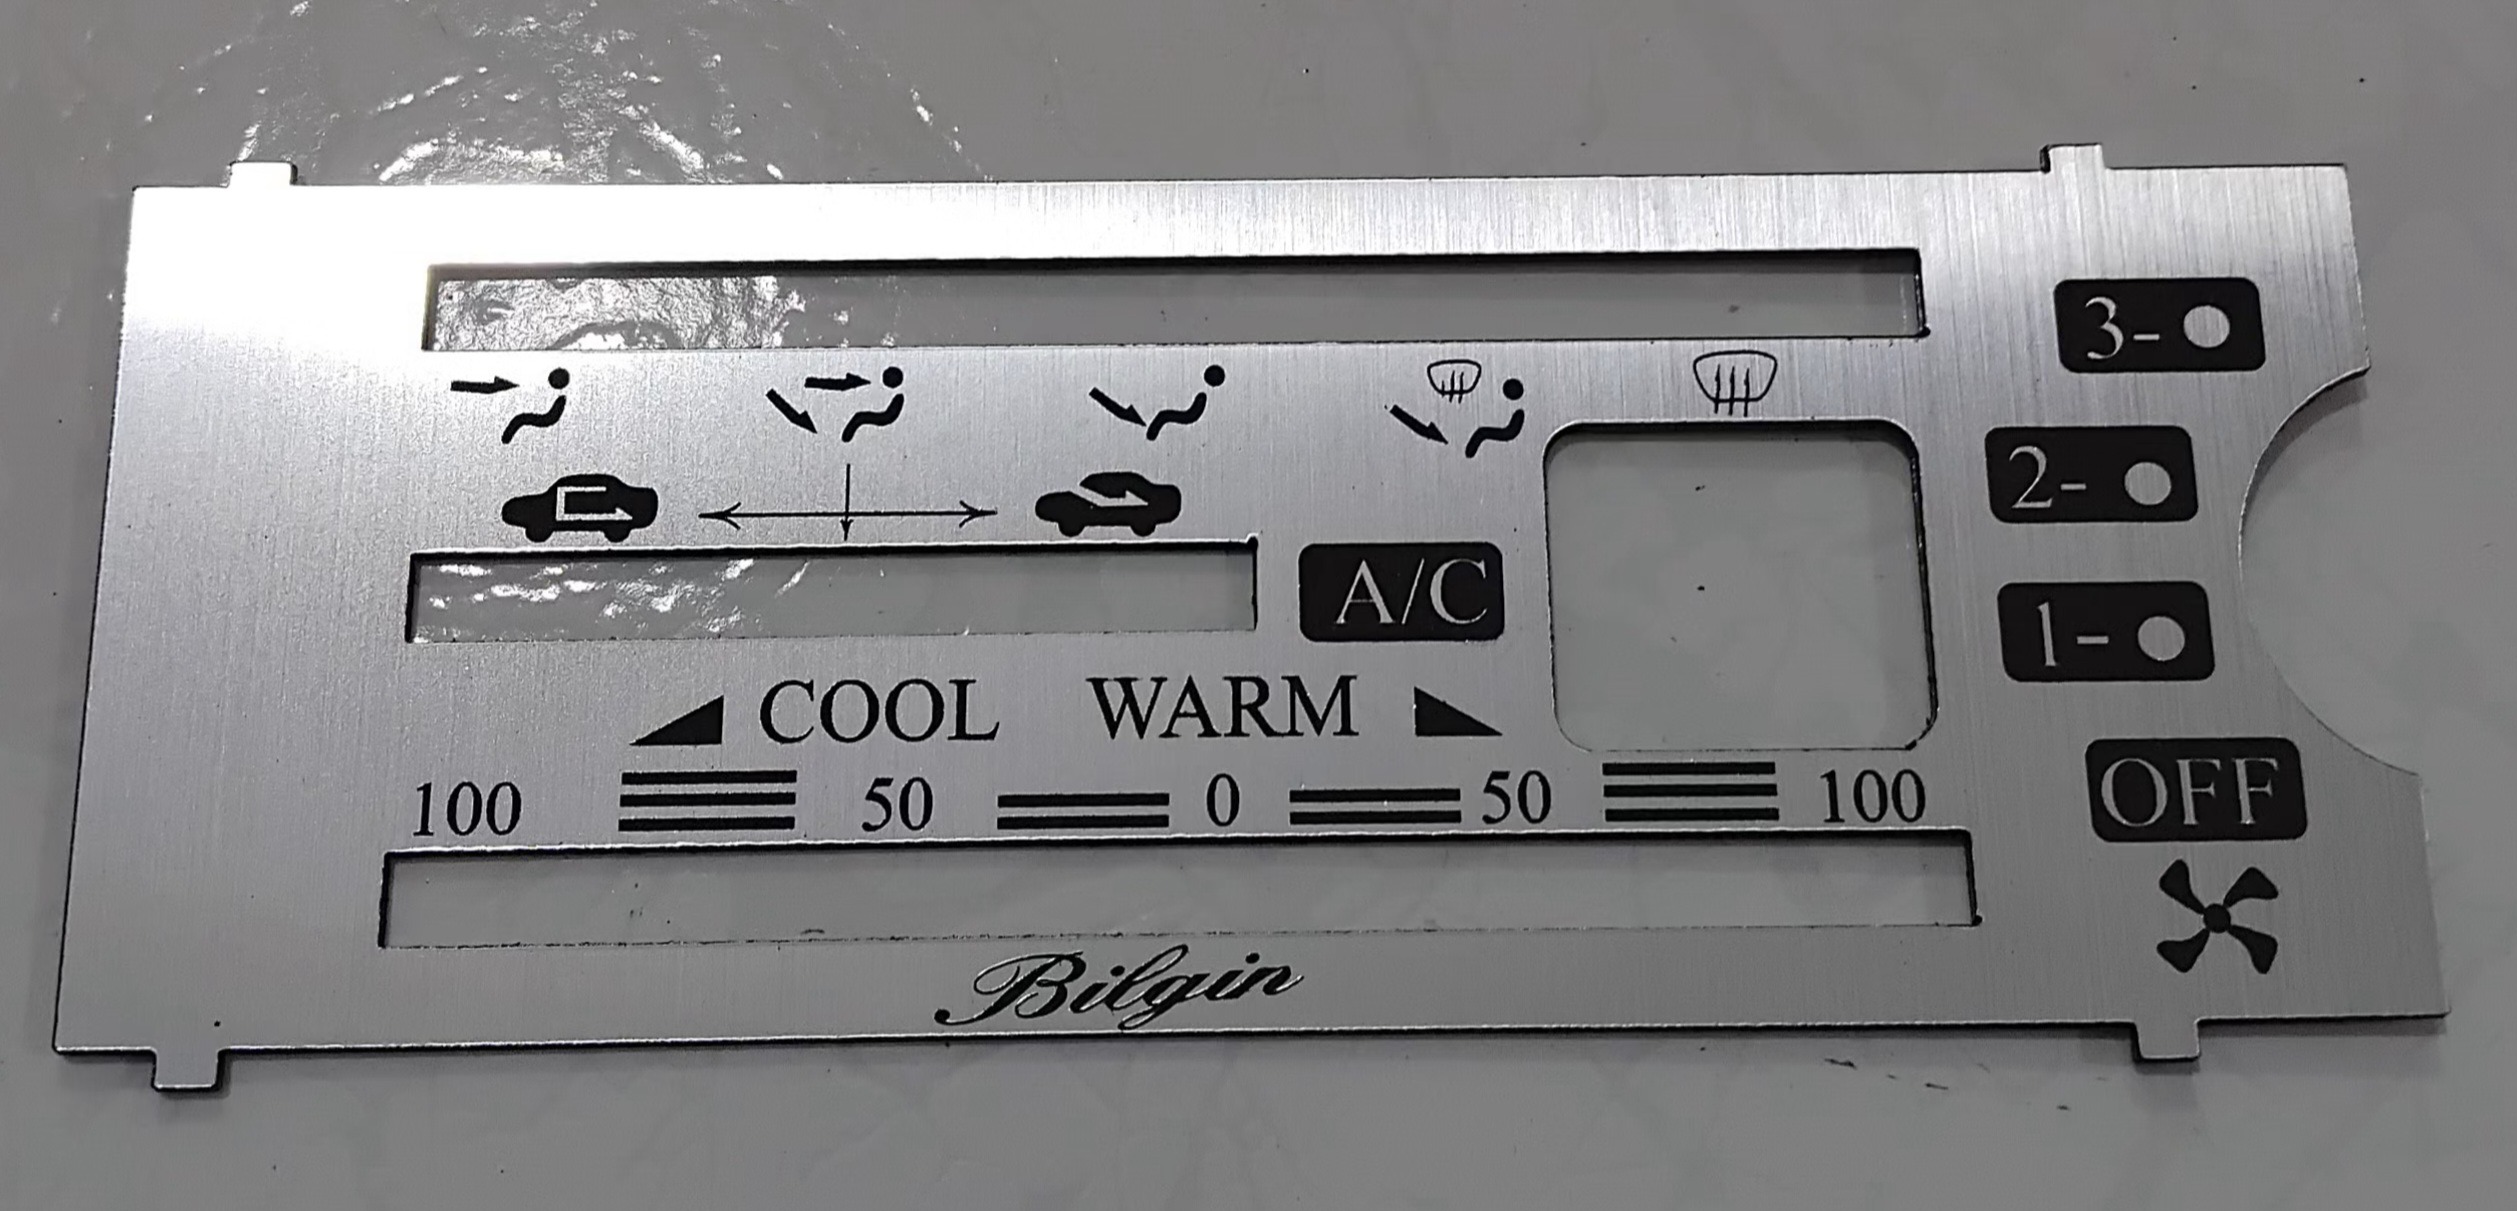 3-
2-
A/C
1-
COOL WARM
100 50 0 50 100
OFF
Bilgin